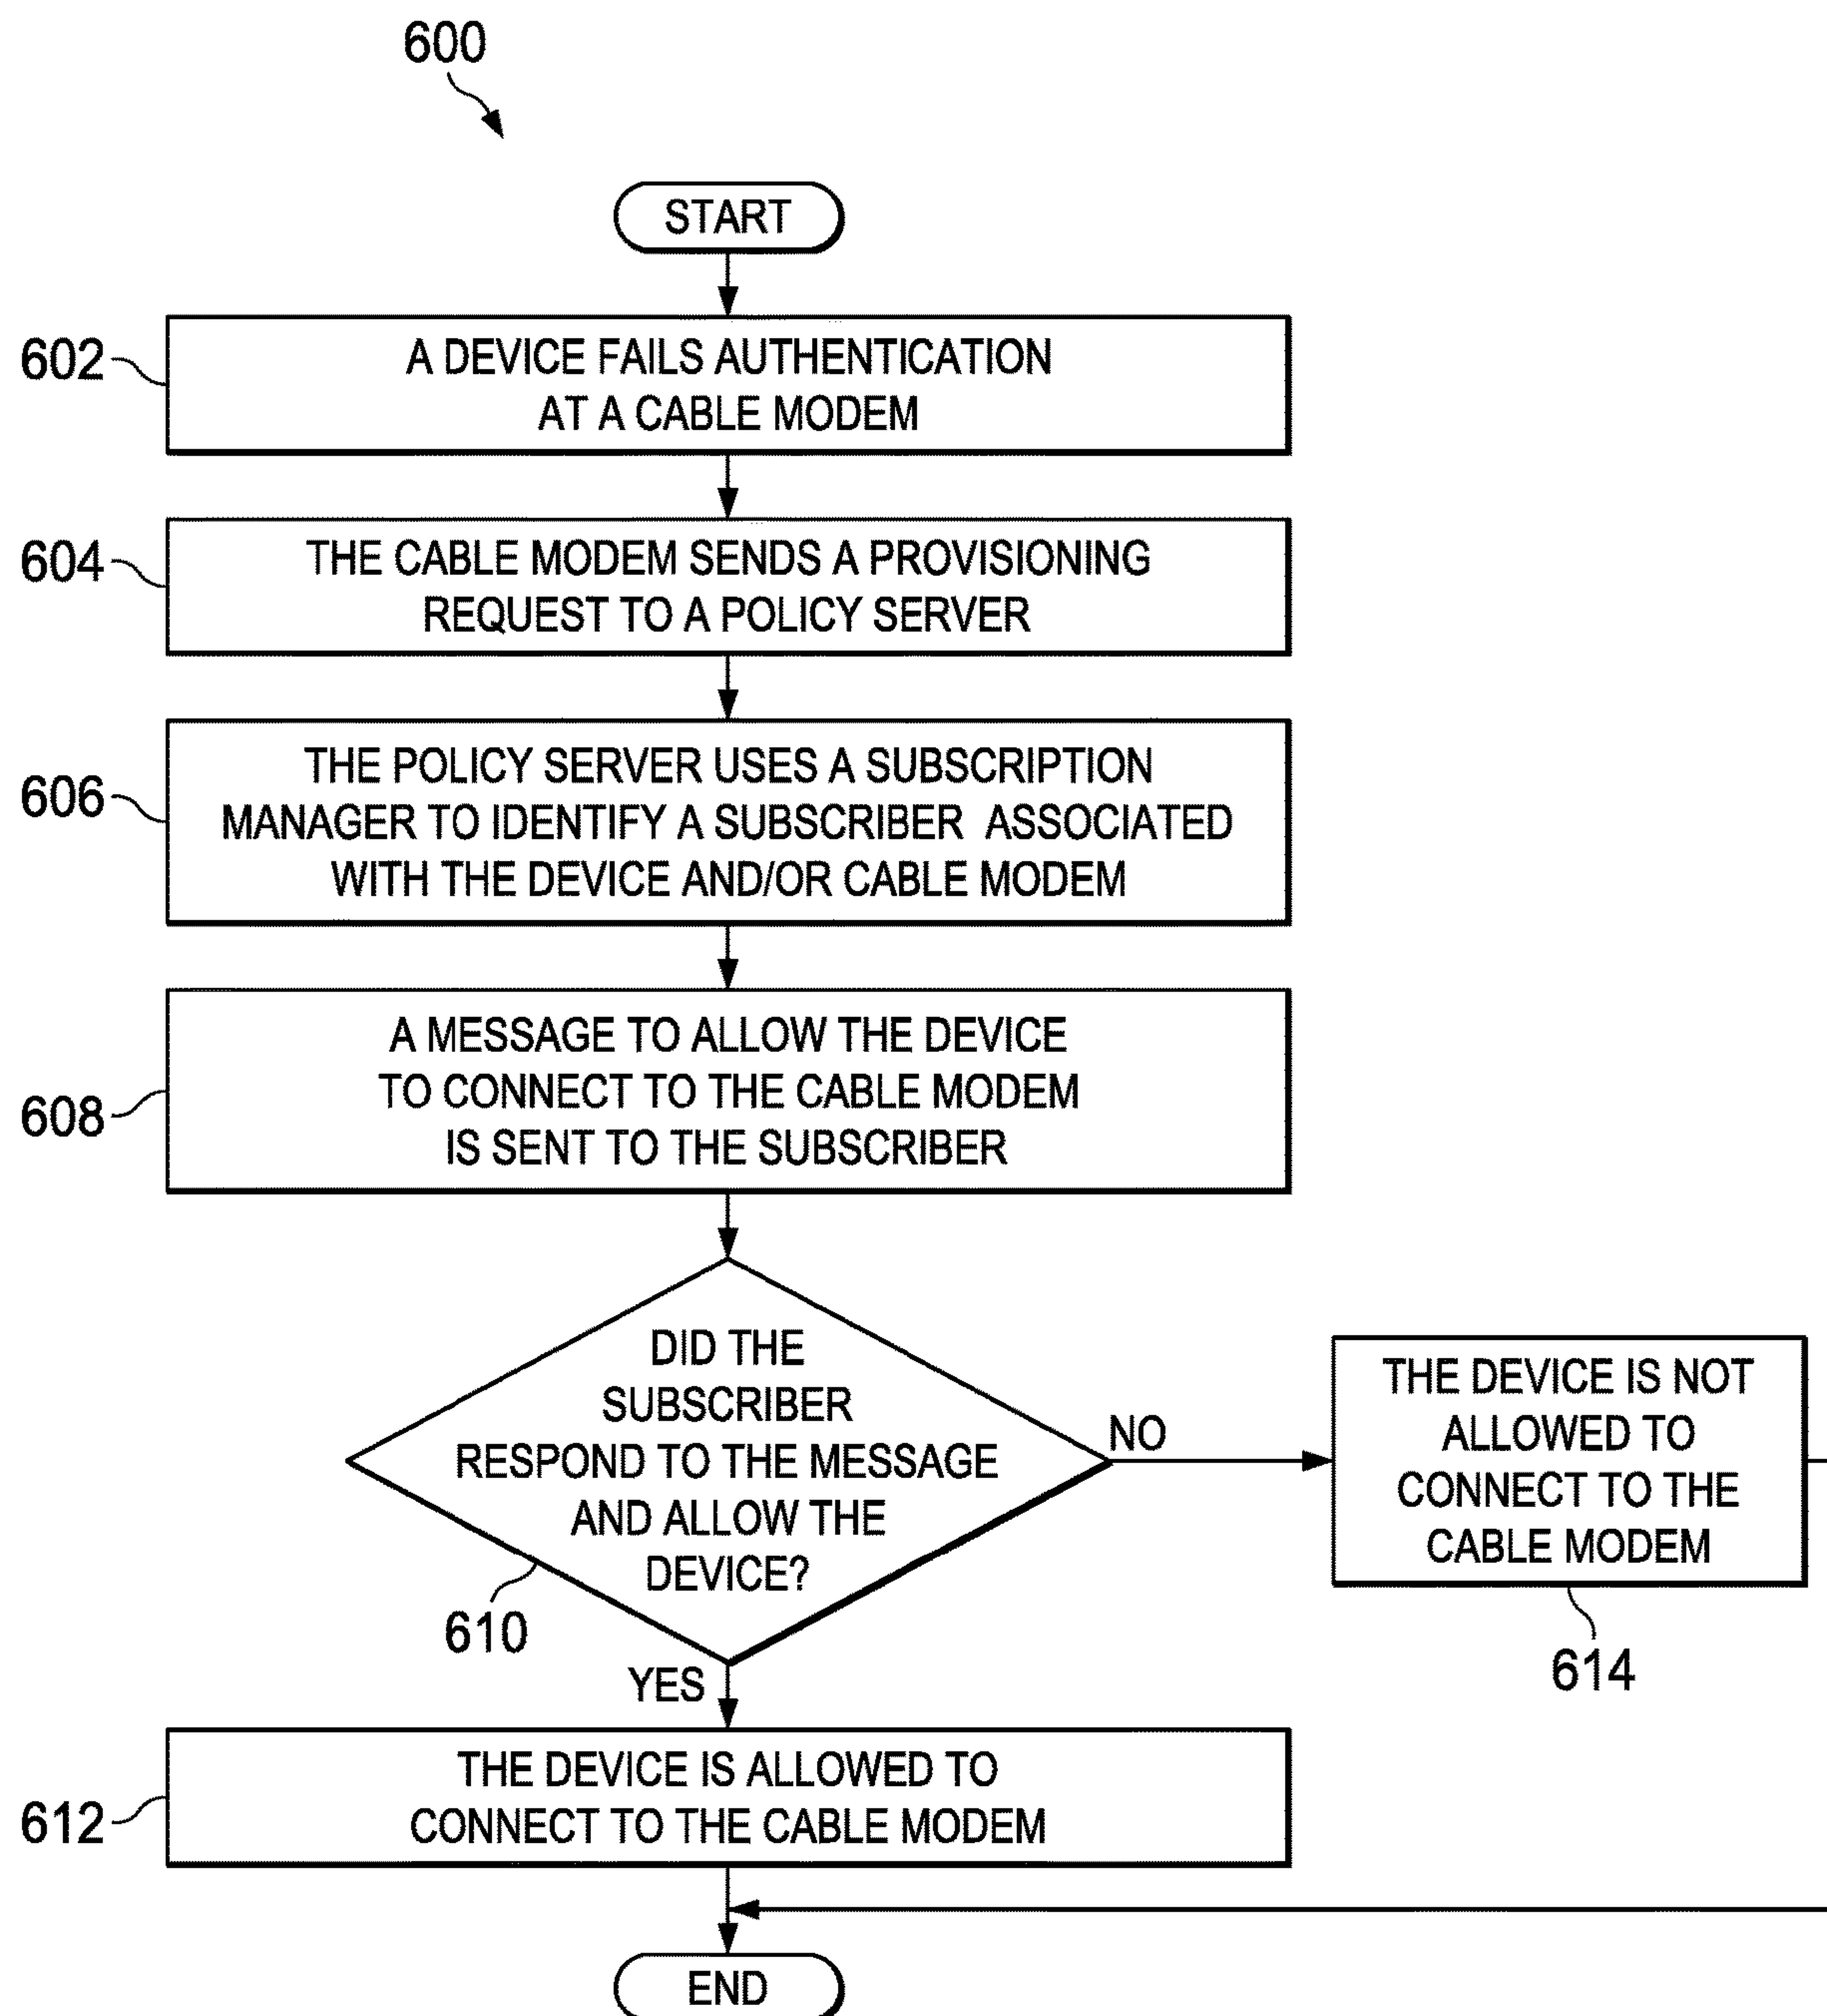 600
START
602
A DEVICE FAILS AUTHENTICATION
AT A CABLE MODEM
604
THE CABLE MODEM SENDS A PROVISIONING
REQUEST TO A POLICY SERVER
606
THE POLICY SERVER USES A SUBSCRIPTION
MANAGER TO IDENTIFY A SUBSCRIBER ASSOCIATED
WITH THE DEVICE AND/OR CABLE MODEM
608
A MESSAGE TO ALLOW THE DEVICE
TO CONNECT TO THE CABLE MODEM
IS SENT TO THE SUBSCRIBER
DID THE
SUBSCRIBER
RESPOND TO THE MESSAGE
AND ALLOW THE
DEVICE?
610
NO
THE DEVICE IS NOT
ALLOWED TO
CONNECT TO THE
CABLE MODEM
614
YES
612
THE DEVICE IS ALLOWED TO
CONNECT TO THE CABLE MODEM
END